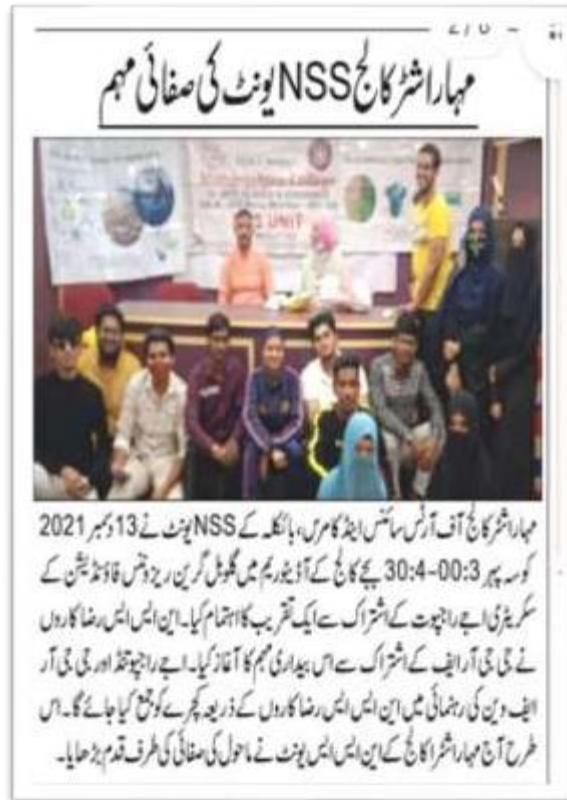 مہاراشٹر کالج NSS یونٹ کی صفائی مہم
UNIT
مہاراشٹر کالج آف آرٹس سائنس اینڈ کامرس، بائکلہ کے NSS یونٹ نے 13 دسمبر 2021
کو سہ پہر 30:4-00:3 بجے کالج کے آڈیٹوریم میں گلوبل گرین ریزوننس فاؤنڈیشن کے
سکریٹری اجے راجپوت کے اشتراک سے ایک تقریب کا اہتمام کیا۔ این ایس ایس رضا کاروں
نے جی جی آر ایف کے اشتراک سے اس بیداری مہم کا آغاز کیا۔ اجے راجپوت اور جی جی آر
ایف وین کی رہنمائی میں این ایس ایس رضا کاروں کے ذریعہ کچرے کو جمع کیا جائے گا۔ اس
طرح آج مہاراشٹرا کالج کے این ایس ایس یونٹ نے ماحول کی صفائی کی طرف قدم بڑھایا۔